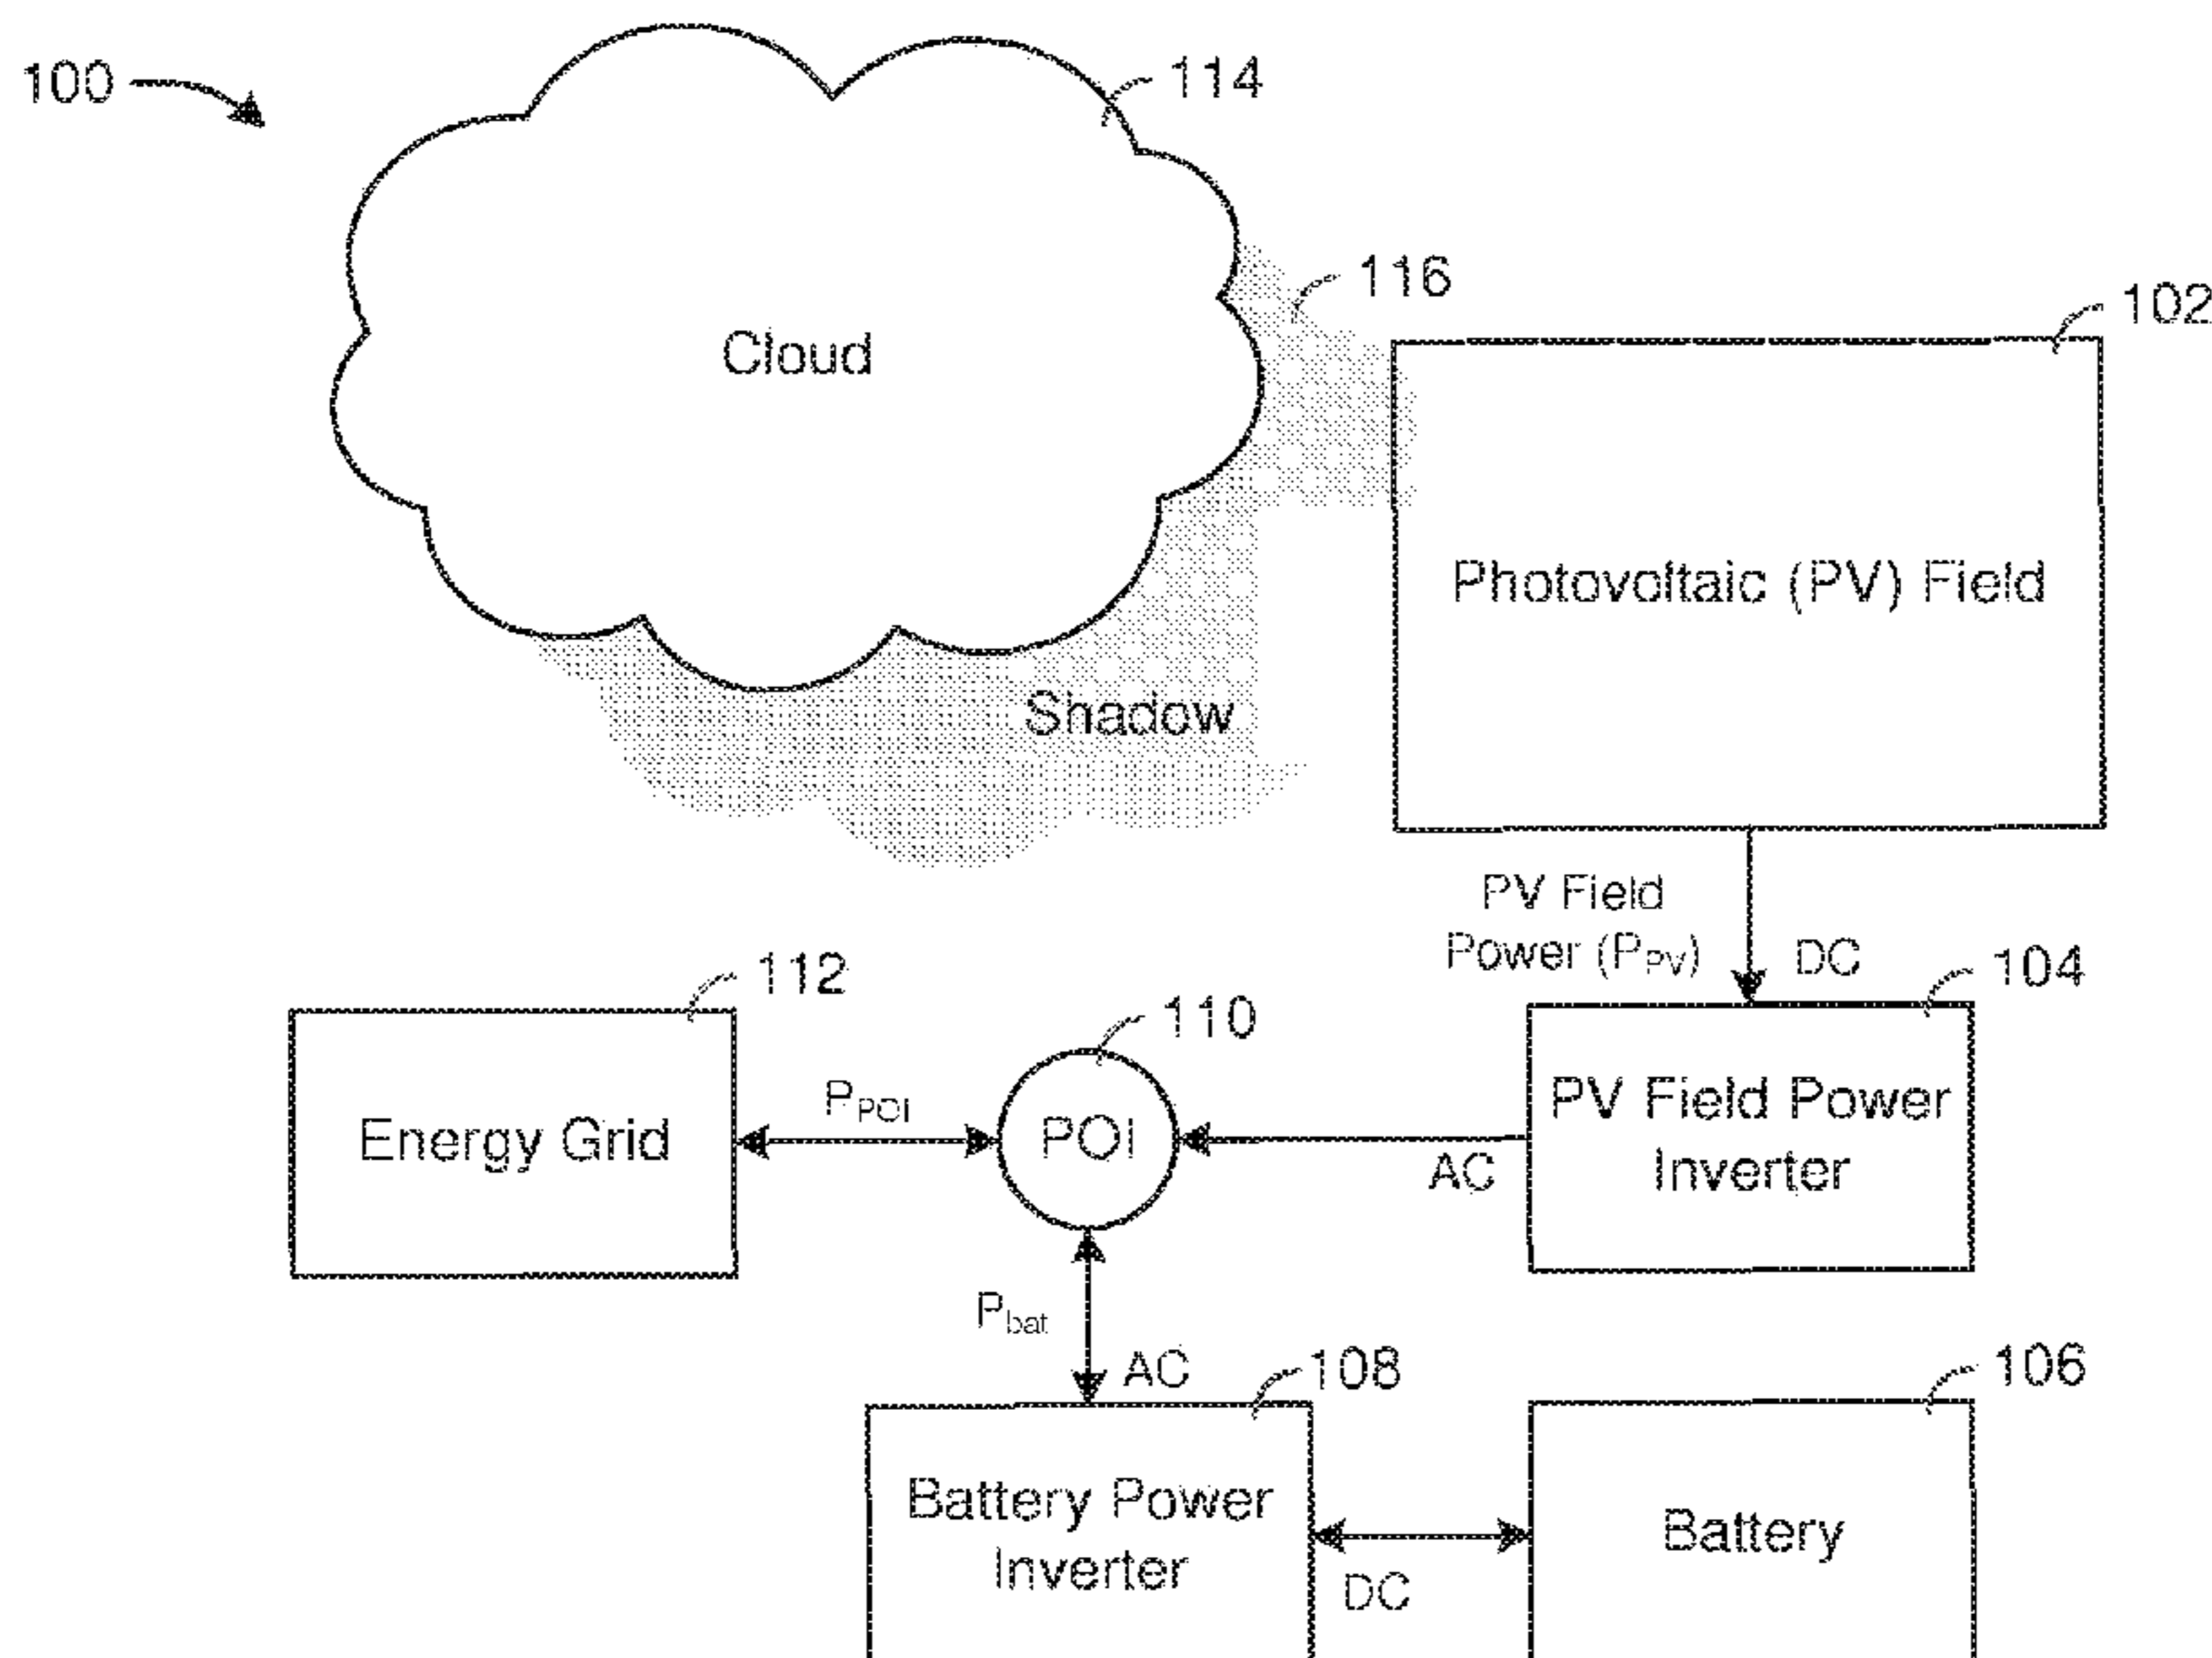 100
114
116
102
Cloud
Photovoltaic (PV) Field
Shadow
PV Field
Power (PPV)
DC
104
112
110
PPOI
Energy Grid
POI
PV Field Power
Inverter
AC
Pbat
AC
108
106
Battery Power
Inverter
Battery
DC